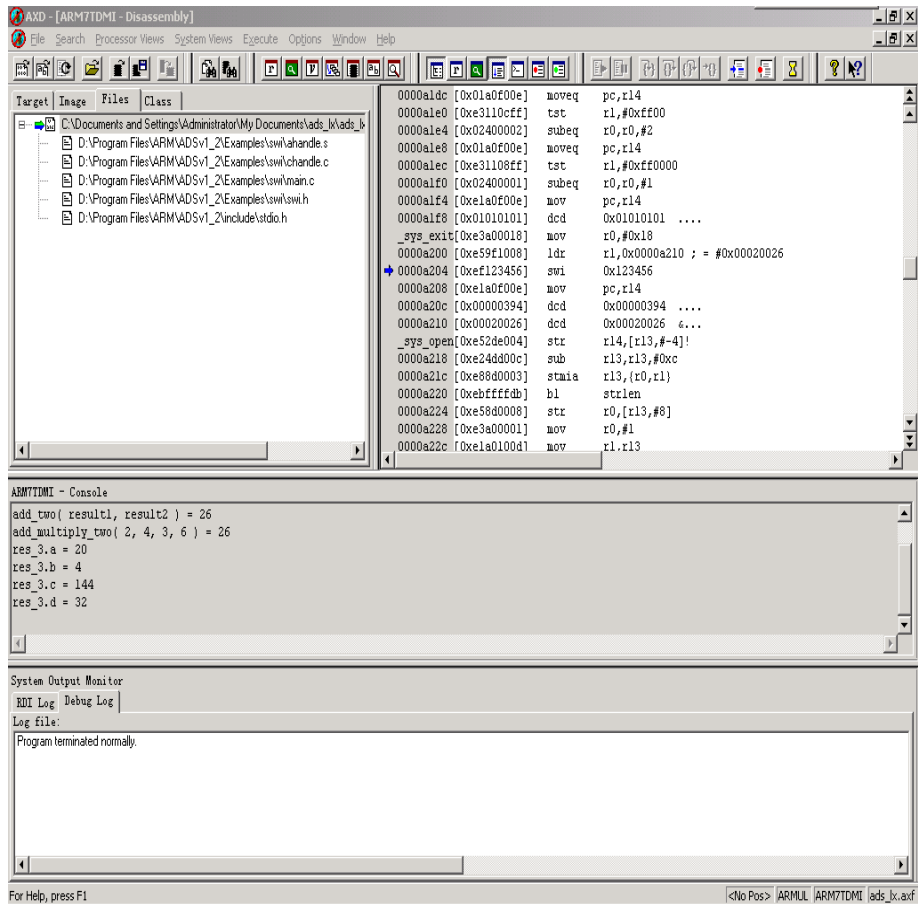 AXD - [ARM7TDMI - Disassembly]
File Search Processor Views System Views Execute Options Window Help
Target Image Files Class
C:\Documents and Settings\Administrator\My Documents\ads_lx\ads_lx
D:\Program Files\ARM\ADSv1_2\Examples\swi\ahandle.s
D:\Program Files\ARM\ADSv1_2\Examples\swi\chandle.c
D:\Program Files\ARM\ADSv1_2\Examples\swi\main.c
D:\Program Files\ARM\ADSv1_2\Examples\swi\swi.h
D:\Program Files\ARM\ADSv1_2\include\stdio.h
0000a1dc [0x01a0f00e] moveq pc,r14
0000a1e0 [0xe3110cff] tst r1,#0xff00
0000a1e4 [0x02400002] subeq r0,r0,#2
0000a1e8 [0x01a0f00e] moveq pc,r14
0000a1ec [0xe31108ff] tst r1,#0xff0000
0000a1f0 [0x02400001] subeq r0,r0,#1
0000a1f4 [0xe1a0f00e] mov pc,r14
0000a1f8 [0x01010101] dcd 0x01010101 ....
_sys_exit[0xe3a00018] mov r0,#0x18
0000a200 [0xe59f1008] ldr r1,0x0000a210 ; = #0x00020026
0000a204 [0xef123456] swi 0x123456
0000a208 [0xe1a0f00e] mov pc,r14
0000a20c [0x00000394] dcd 0x00000394 ....
0000a210 [0x00020026] dcd 0x00020026 &...
_sys_open[0xe52de004] str r14,[r13,#-4]!
0000a218 [0xe24dd00c] sub r13,r13,#0xc
0000a21c [0xe88d0003] stmia r13,{r0,r1}
0000a220 [0xebffffdb] bl strlen
0000a224 [0xe58d0008] str r0,[r13,#8]
0000a228 [0xe3a00001] mov r0,#1
0000a22c [0xe1a0100d] mov r1,r13
ARM7TDMI - Console
add_two( result1, result2 ) = 26
add_multiply_two( 2, 4, 3, 6 ) = 26
res_3.a = 20
res_3.b = 4
res_3.c = 144
res_3.d = 32
System Output Monitor
RDI Log Debug Log
Log file:
Program terminated normally.
For Help, press F1 <No Pos> ARMUL ARM7TDMI ads_lx.axf